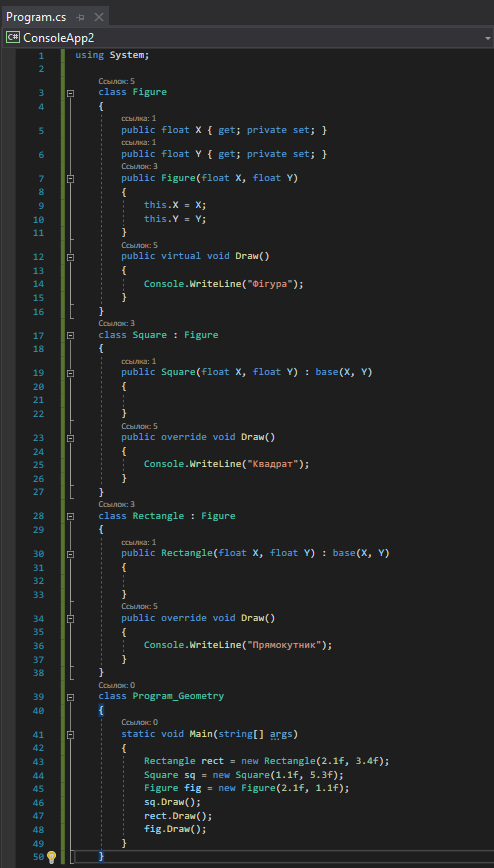 Program.cs
C# ConsoleApp2
1 using System;
2
Ссылок: 5
3 class Figure
4 {
ссылка: 1
5 public float X { get; private set; }
ссылка: 1
6 public float Y { get; private set; }
Ссылок: 3
7 public Figure(float X, float Y)
8 {
9 this.X = X;
10 this.Y = Y;
11 }
Ссылок: 5
12 public virtual void Draw()
13 {
14 Console.WriteLine("Фігура");
15 }
16 }
Ссылок: 3
17 class Square : Figure
18 {
ссылка: 1
19 public Square(float X, float Y) : base(X, Y)
20 {
21
22 }
Ссылок: 5
23 public override void Draw()
24 {
25 Console.WriteLine("Квадрат");
26 }
27 }
Ссылок: 3
28 class Rectangle : Figure
29 {
ссылка: 1
30 public Rectangle(float X, float Y) : base(X, Y)
31 {
32
33 }
Ссылок: 5
34 public override void Draw()
35 {
36 Console.WriteLine("Прямокутник");
37 }
38 }
Ссылок: 0
39 class Program_Geometry
40 {
Ссылок: 0
41 static void Main(string[] args)
42 {
43 Rectangle rect = new Rectangle(2.1f, 3.4f);
44 Square sq = new Square(1.1f, 5.3f);
45 Figure fig = new Figure(2.1f, 1.1f);
46 sq.Draw();
47 rect.Draw();
48 fig.Draw();
49 }
50 }